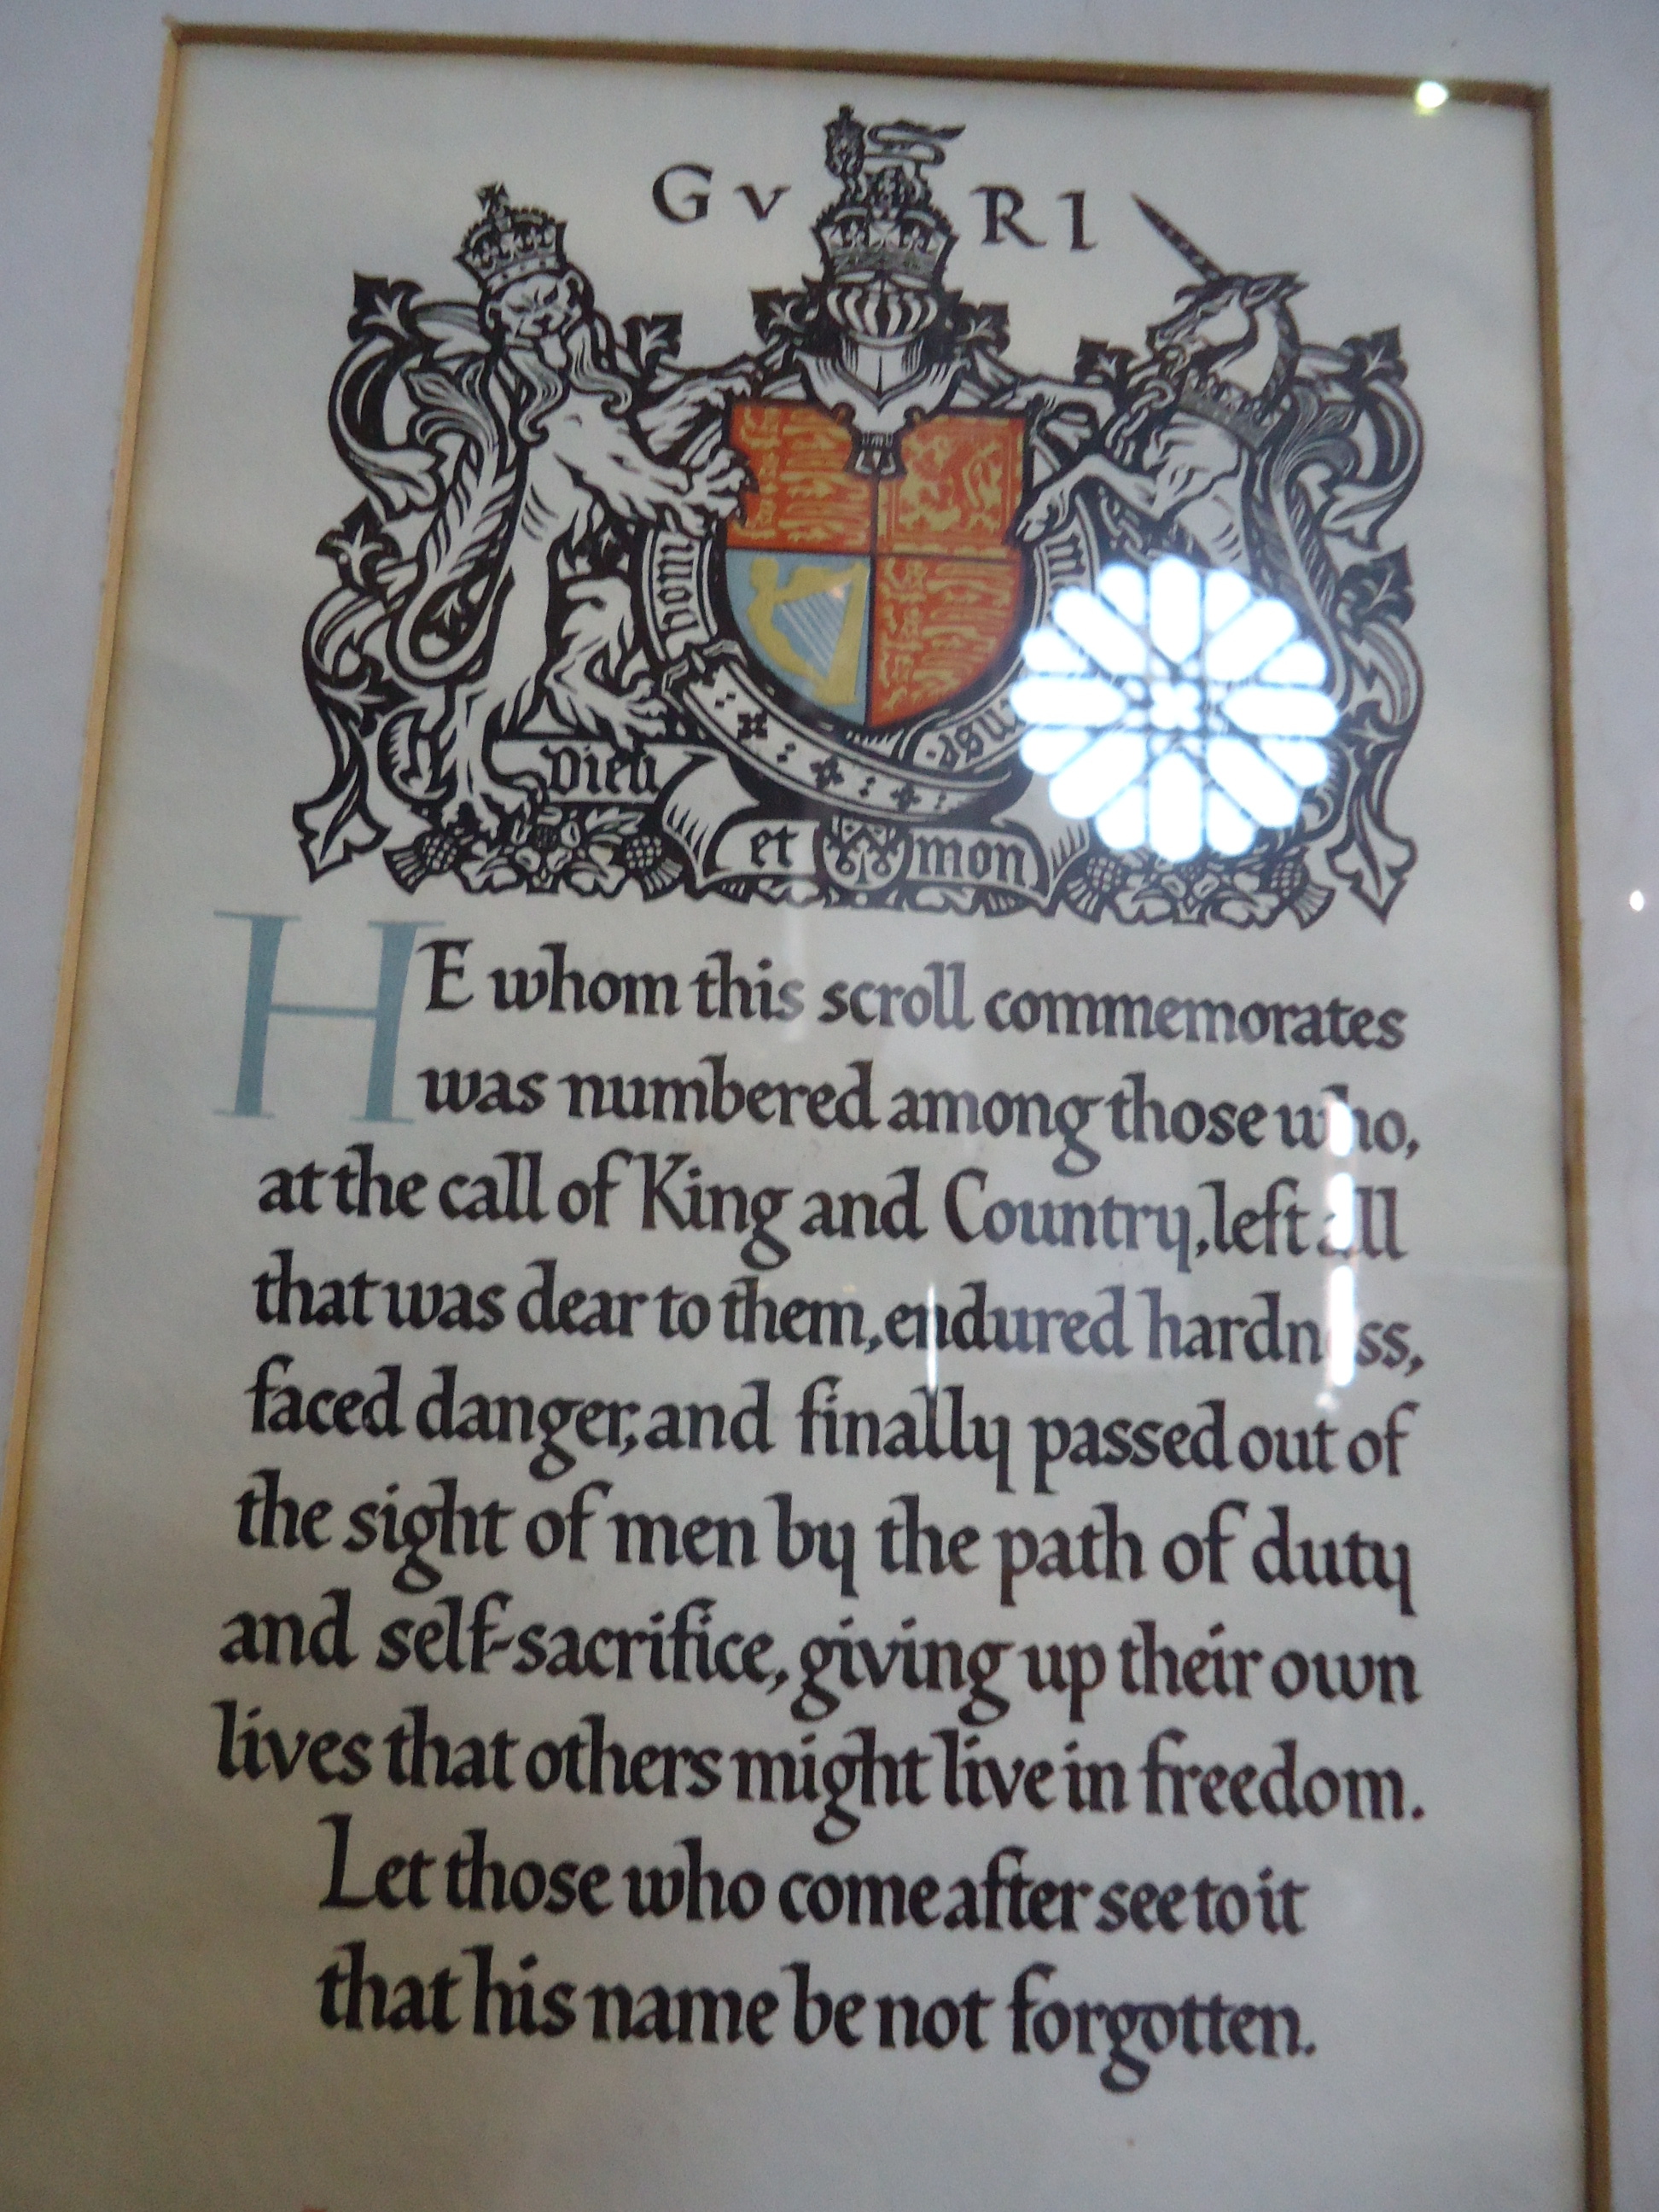 G V R I
Dieu
et mon
HE whom this scroll commemorates
was numbered among those who,
at the call of King and Country, left all
that was dear to them, endured hardness,
faced danger, and finally passed out of
the sight of men by the path of duty
and self-sacrifice, giving up their own
lives that others might live in freedom.
Let those who come after see to it
that his name be not forgotten.